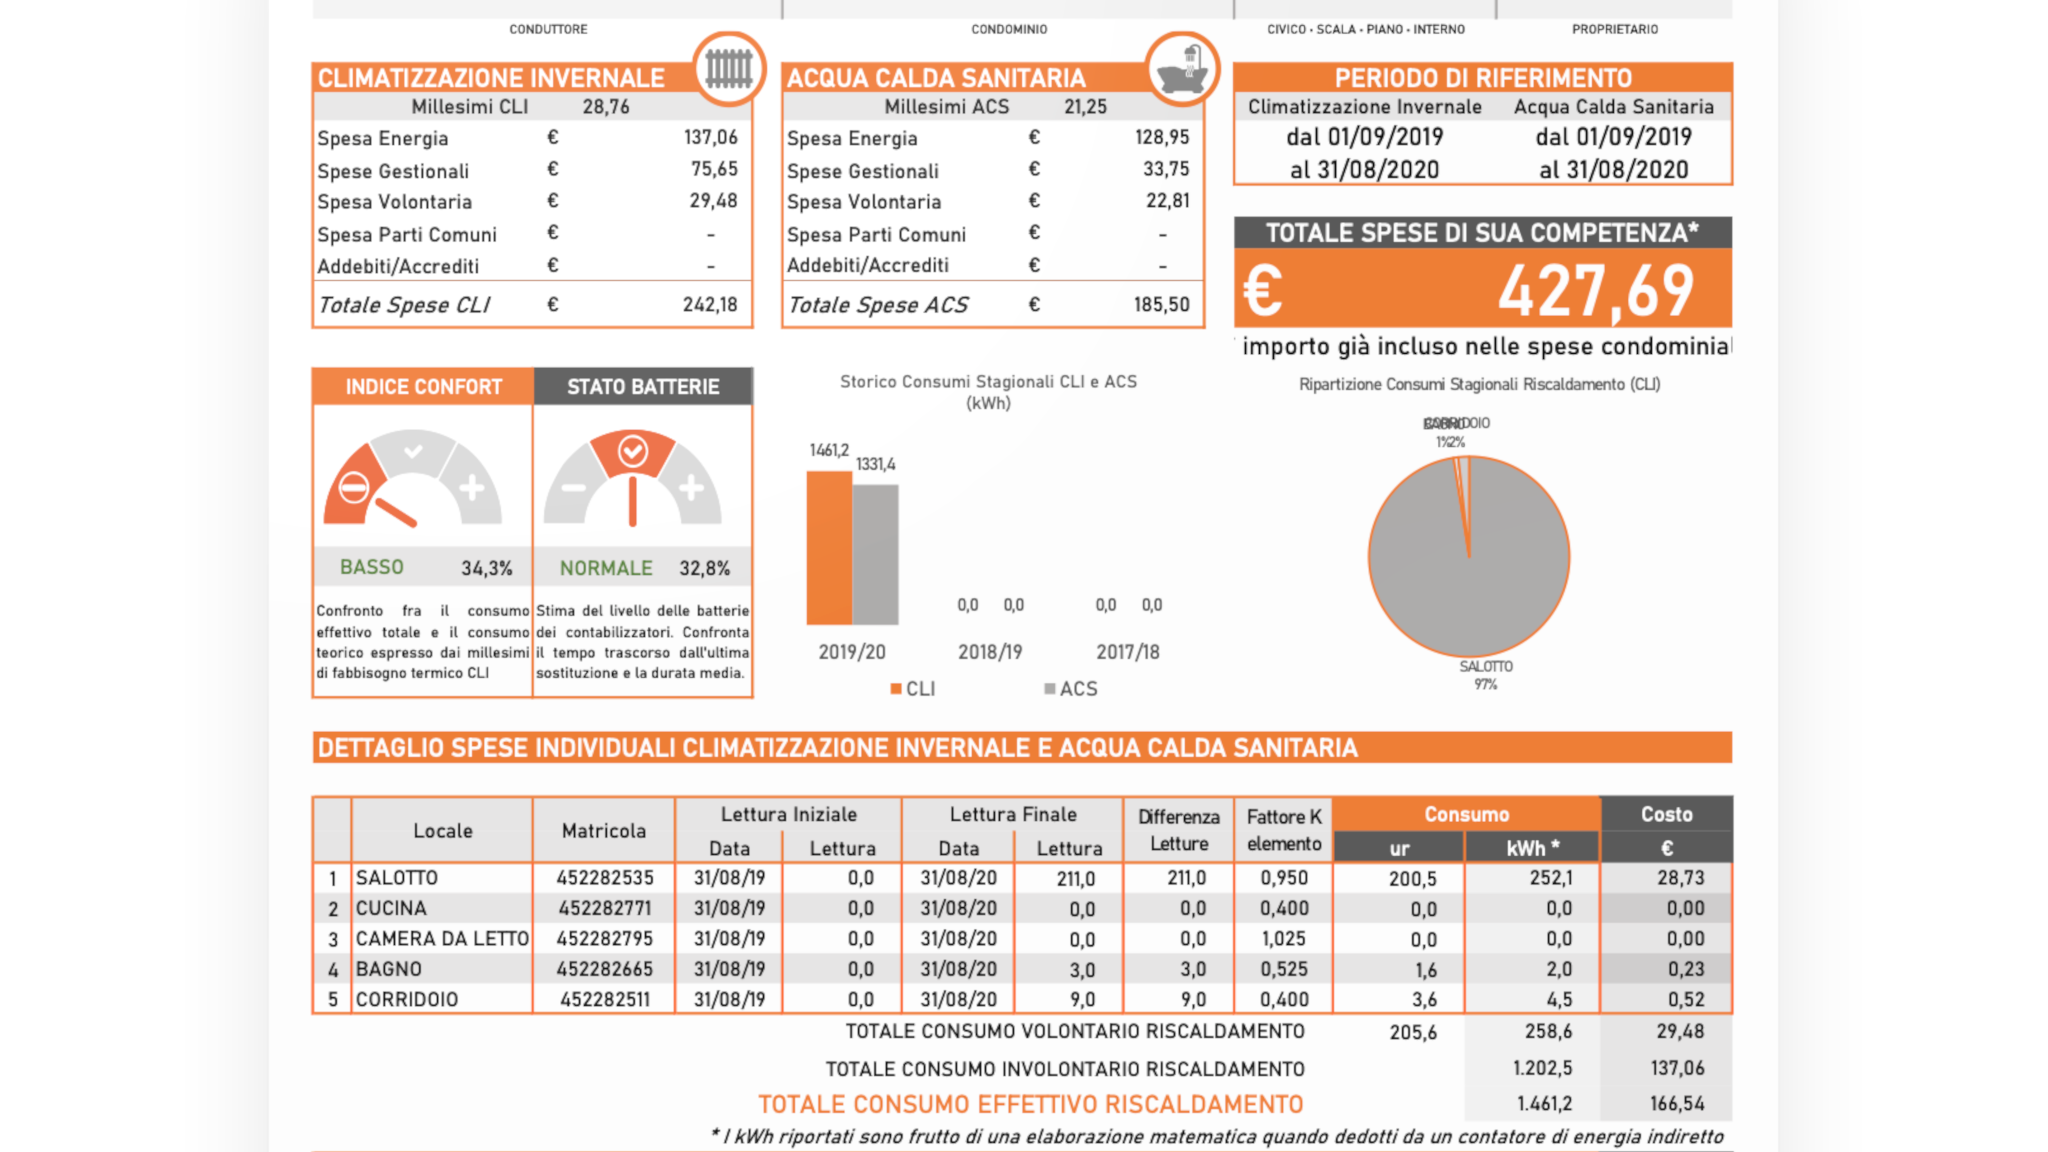 CONDUTTORE CONDOMINIO CIVICO - SCALA - PIANO - INTERNO PROPRIETARIO
CLIMATIZZAZIONE INVERNALE
Millesimi CLI 28,76
Spesa Energia € 137,06
Spese Gestionali € 75,65
Spesa Volontaria € 29,48
Spesa Parti Comuni € -
Addebiti/Accrediti € -
Totale Spese CLI € 242,18
ACQUA CALDA SANITARIA
Millesimi ACS 21,25
Spesa Energia € 128,95
Spese Gestionali € 33,75
Spesa Volontaria € 22,81
Spesa Parti Comuni € -
Addebiti/Accrediti € -
Totale Spese ACS € 185,50
PERIODO DI RIFERIMENTO
Climatizzazione Invernale Acqua Calda Sanitaria
dal 01/09/2019 dal 01/09/2019
al 31/08/2020 al 31/08/2020
TOTALE SPESE DI SUA COMPETENZA*
€ 427,69
importo già incluso nelle spese condominial
INDICE CONFORT
BASSO 34,3%
Confronto fra il consumo
effettivo totale e il consumo
teorico espresso dai millesimi
di fabbisogno termico CLI
STATO BATTERIE
NORMALE 32,8%
Stima del livello delle batterie
dei contabilizzatori. Confronta
il tempo trascorso dall'ultima
sostituzione e la durata media.
Storico Consumi Stagionali CLI e ACS
(kWh)
1461,2
1331,4
0,0 0,0 0,0 0,0
2019/20 2018/19 2017/18
CLI ACS
Ripartizione Consumi Stagionali Riscaldamento (CLI)
CORRIDOIO
1% 2%
SALOTTO
97%
DETTAGLIO SPESE INDIVIDUALI CLIMATIZZAZIONE INVERNALE E ACQUA CALDA SANITARIA
Locale Matricola Lettura Iniziale Lettura Finale Differenza Letture Fattore K elemento Consumo Costo
Data Lettura Data Lettura ur kWh * €
1 SALOTTO 452282535 31/08/19 0,0 31/08/20 211,0 211,0 0,950 200,5 252,1 28,73
2 CUCINA 452282771 31/08/19 0,0 31/08/20 0,0 0,0 0,400 0,0 0,0 0,00
3 CAMERA DA LETTO 452282795 31/08/19 0,0 31/08/20 0,0 0,0 1,025 0,0 0,0 0,00
4 BAGNO 452282665 31/08/19 0,0 31/08/20 3,0 3,0 0,525 1,6 2,0 0,23
5 CORRIDOIO 452282511 31/08/19 0,0 31/08/20 9,0 9,0 0,400 3,6 4,5 0,52
TOTALE CONSUMO VOLONTARIO RISCALDAMENTO 205,6 258,6 29,48
TOTALE CONSUMO INVOLONTARIO RISCALDAMENTO 1.202,5 137,06
TOTALE CONSUMO EFFETTIVO RISCALDAMENTO 1.461,2 166,54
* I kWh riportati sono frutto di una elaborazione matematica quando dedotti da un contatore di energia indiretto